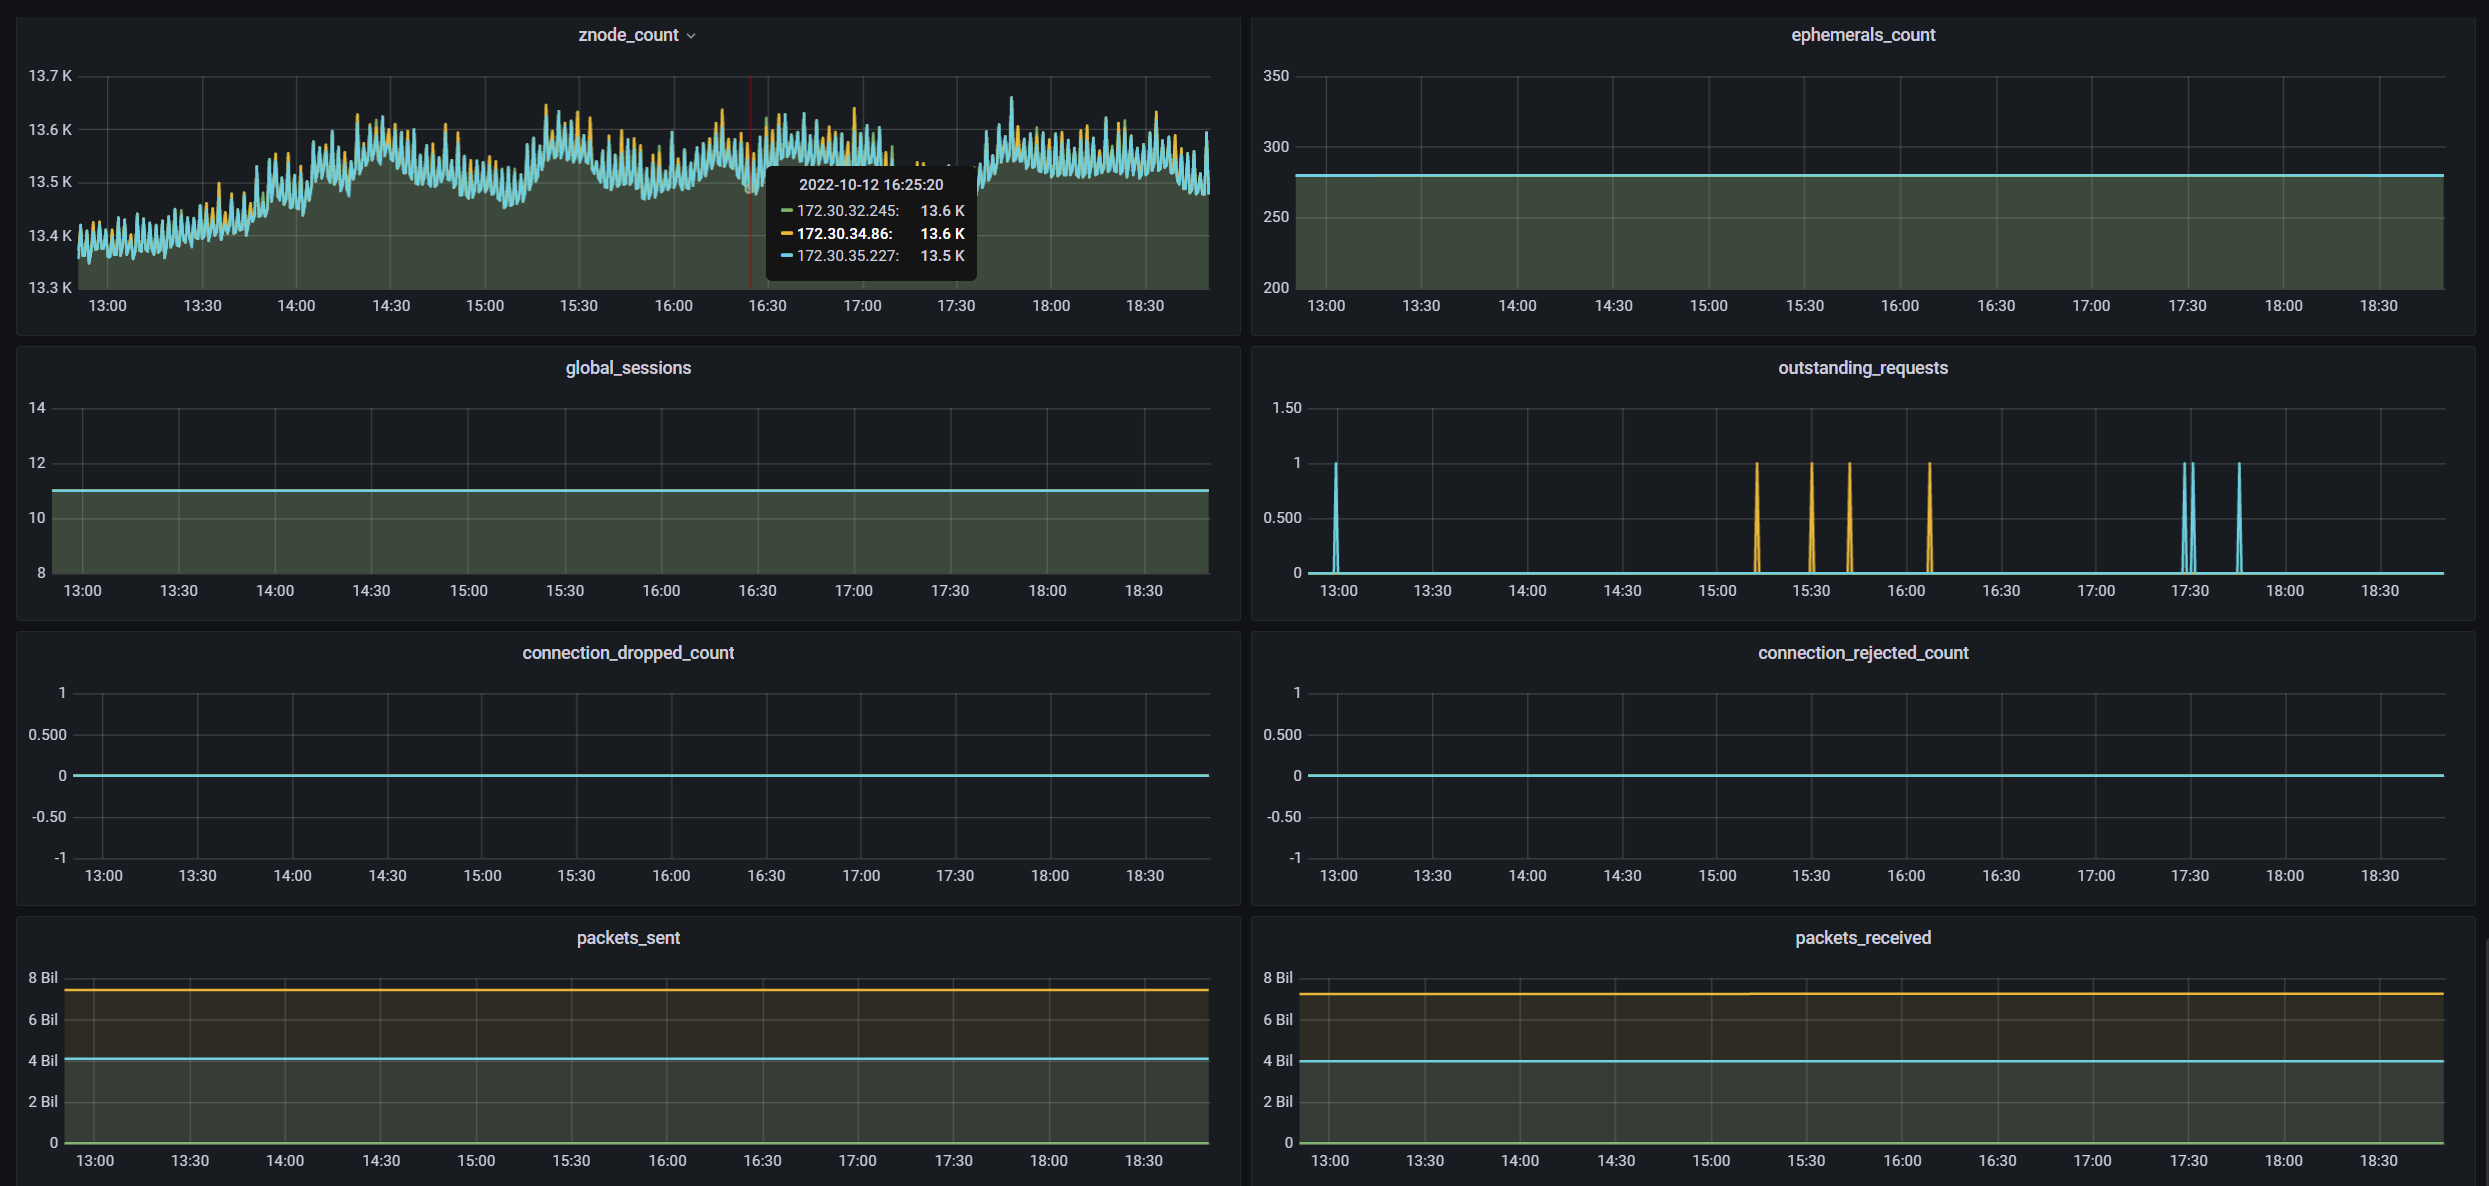 znode_count
13.7 K
13.6 K
13.5 K
13.4 K
13.3 K
13:00 13:30 14:00 14:30 15:00 15:30 16:00 16:30 17:00 17:30 18:00 18:30
2022-10-12 16:25:20
172.30.32.245: 13.6 K
172.30.34.86: 13.6 K
172.30.35.227: 13.5 K
ephemerals_count
350
300
250
200
13:00 13:30 14:00 14:30 15:00 15:30 16:00 16:30 17:00 17:30 18:00 18:30
global_sessions
14
12
10
8
13:00 13:30 14:00 14:30 15:00 15:30 16:00 16:30 17:00 17:30 18:00 18:30
outstanding_requests
1.50
1
0.500
0
13:00 13:30 14:00 14:30 15:00 15:30 16:00 16:30 17:00 17:30 18:00 18:30
connection_dropped_count
1
0.500
0
-0.50
-1
13:00 13:30 14:00 14:30 15:00 15:30 16:00 16:30 17:00 17:30 18:00 18:30
connection_rejected_count
1
0.500
0
-0.50
-1
13:00 13:30 14:00 14:30 15:00 15:30 16:00 16:30 17:00 17:30 18:00 18:30
packets_sent
8 Bil
6 Bil
4 Bil
2 Bil
0
13:00 13:30 14:00 14:30 15:00 15:30 16:00 16:30 17:00 17:30 18:00 18:30
packets_received
8 Bil
6 Bil
4 Bil
2 Bil
0
13:00 13:30 14:00 14:30 15:00 15:30 16:00 16:30 17:00 17:30 18:00 18:30